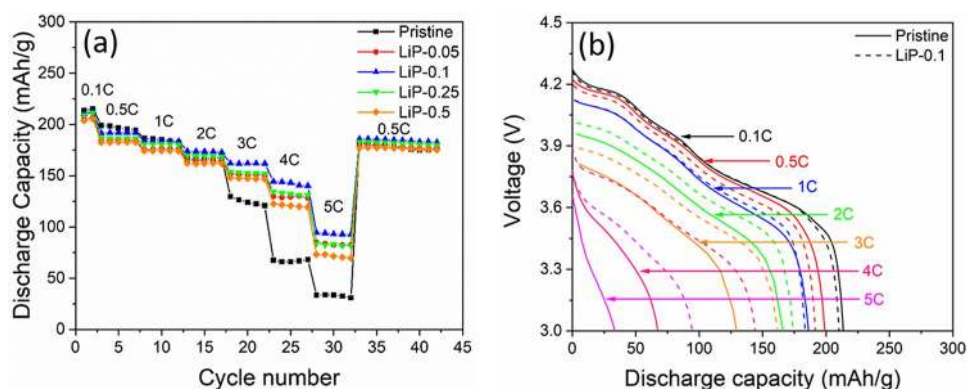 (a)
Discharge Capacity (mAh/g)
300
250
200
150
100
50
0
0 5 10 15 20 25 30 35 40 45
Cycle number
Pristine
LiP-0.05
LiP-0.1
LiP-0.25
LiP-0.5
0.1C
0.5C
1C
2C
3C
4C
5C
0.5C
(b)
Voltage (V)
4.5
4.2
3.9
3.6
3.3
3.0
0 50 100 150 200 250 300
Discharge capacity (mAh/g)
Pristine
LiP-0.1
0.1C
0.5C
1C
2C
3C
4C
5C